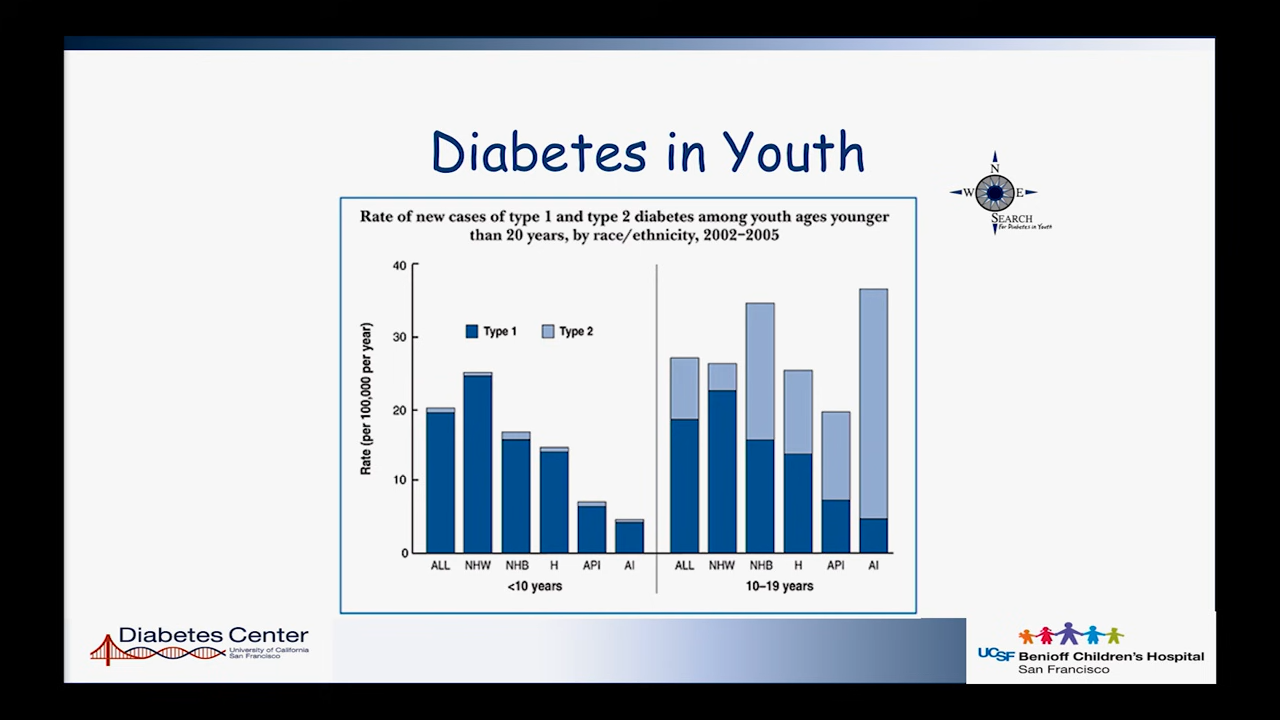 Diabetes in Youth
N
W
E
SEARCH
For Diabetes in Youth
Rate of new cases of type 1 and type 2 diabetes among youth ages younger
than 20 years, by race/ethnicity, 2002–2005
Rate (per 100,000 per year)
40
30
20
10
0
Type 1
Type 2
ALL NHW NHB H API AI
<10 years
ALL NHW NHB H API AI
10–19 years
Diabetes Center
University of California
San Francisco
UCSF Benioff Children's Hospital
San Francisco